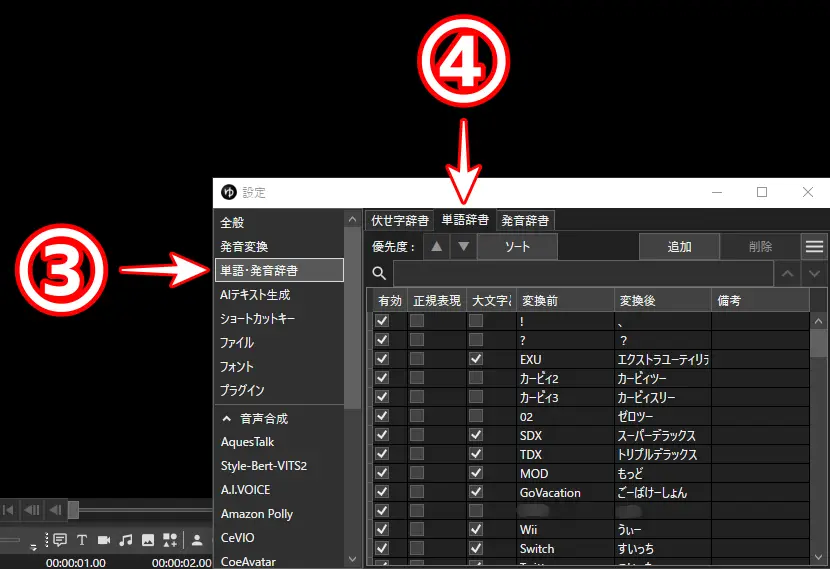 ④
設定
全般
発音変換
③
単語・発音辞書
AIテキスト生成
ショートカットキー
ファイル
フォント
プラグイン
音声合成
AquesTalk
Style-Bert-VITS2
A.I.VOICE
Amazon Polly
CeVIO
CoeAvatar
伏せ字辞書 単語辞書 発音辞書
優先度： ▲ ▼ ソート 追加 削除
有効 正規表現 大文字 変換前 変換後 備考
! 、
? ？
EXU エクストラユーティリテ
カービィ2 カービィツー
カービィ3 カービィスリー
02 ゼロツー
SDX スーパーデラックス
TDX トリプルデラックス
MOD もっど
GoVacation ごーばけーしょん
Wii うぃー
Switch すいっち
00:00:01.00 00:00:02.00